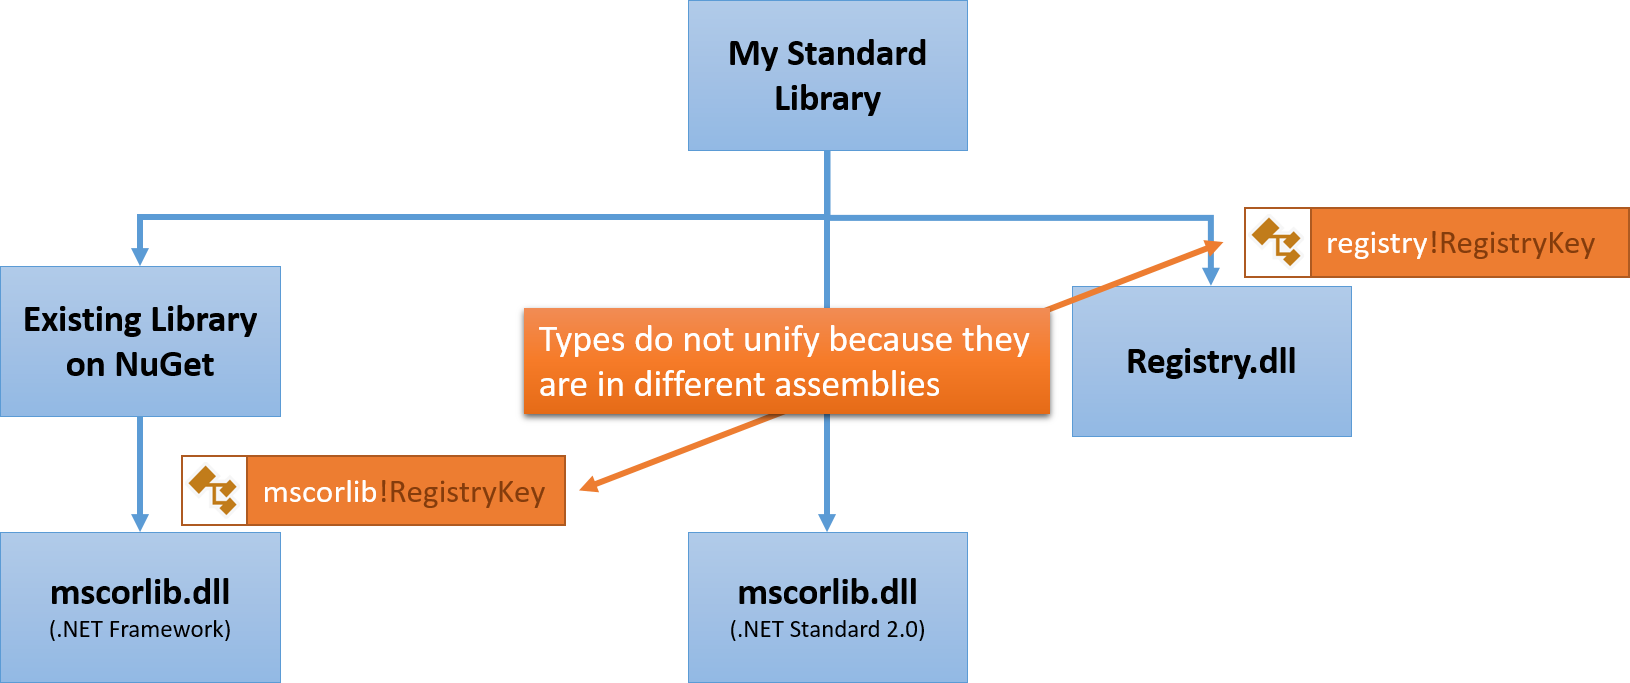 My Standard
Library
registry!RegistryKey
Existing Library
on NuGet
Types do not unify because they
are in different assemblies
Registry.dll
mscorlib!RegistryKey
mscorlib.dll
(.NET Framework)
mscorlib.dll
(.NET Standard 2.0)